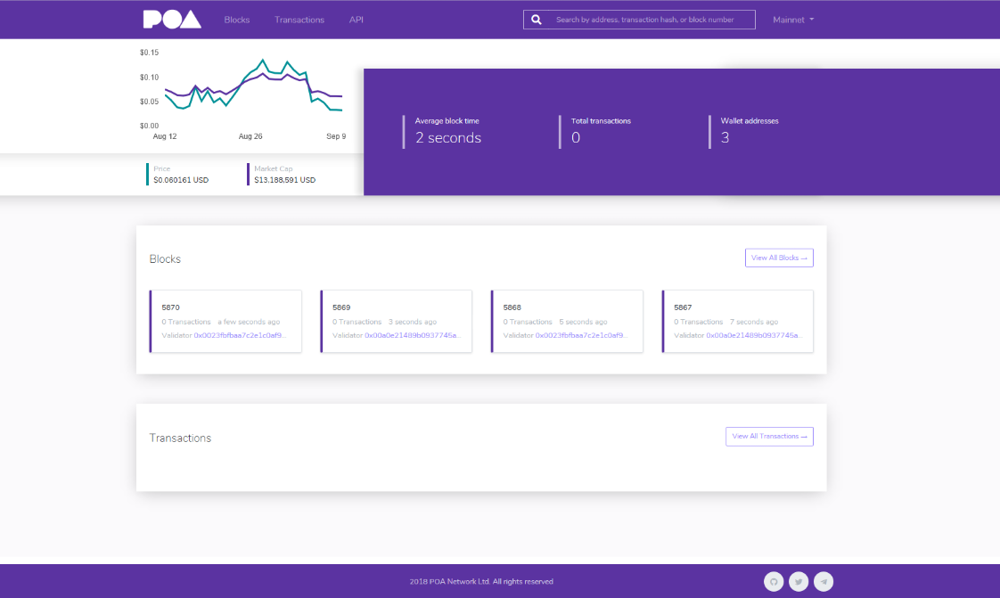 POA Blocks Transactions API Search by address, transaction hash, or block number Mainnet
$0.15
$0.10
$0.05
$0.00
Aug 12 Aug 26 Sep 9
Price Market Cap
$0.060161 USD $13,188,591 USD
Average block time Total transactions Wallet addresses
2 seconds 0 3
Blocks View All Blocks →
5870 5869 5868 5867
0 Transactions a few seconds ago 0 Transactions 3 seconds ago 0 Transactions 5 seconds ago 0 Transactions 7 seconds ago
Validator 0x0023fbfbaa7c2e1c0af9... Validator 0x00a0e21489b0937745a... Validator 0x0023fbfbaa7c2e1c0af9... Validator 0x00a0e21489b0937745a...
Transactions View All Transactions →
2018 POA Network Ltd. All rights reserved